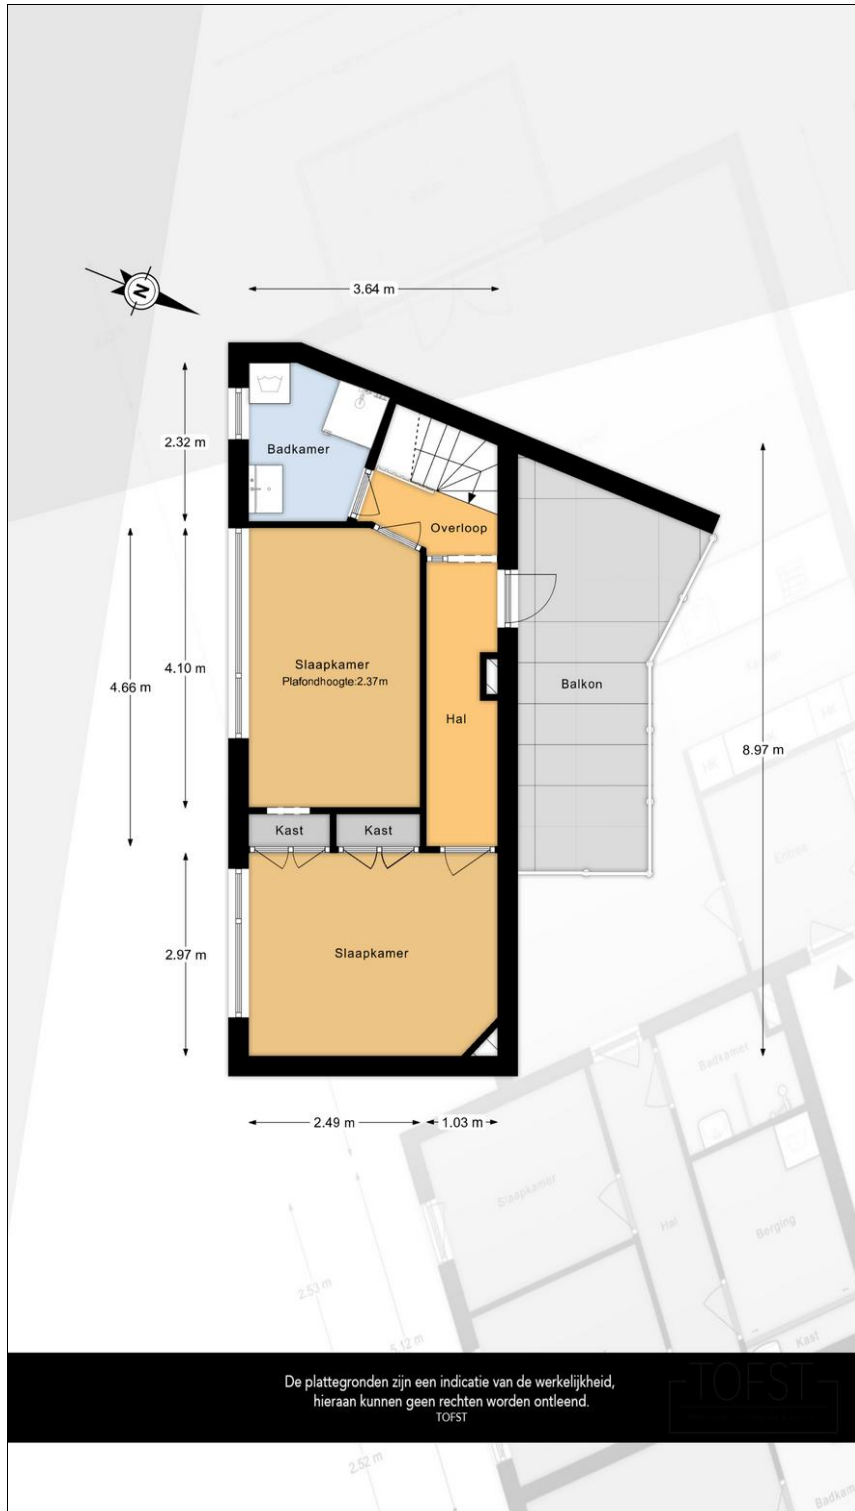 N
3.64 m
2.32 m
Badkamer
Overloop
4.10 m
4.66 m
Slaapkamer
Plafondhoogte:2.37m
Balkon
Hal
8.97 m
Kast
Kast
Entree
2.97 m
Slaapkamer
Badkamer
2.49 m
1.03 m
Slaapkamer
Hal
Berging
2.53 m
5.12 m
Kast
De plattegronden zijn een indicatie van de werkelijkheid,
hieraan kunnen geen rechten worden ontleend.
TOFST
TOFST
2.52 m